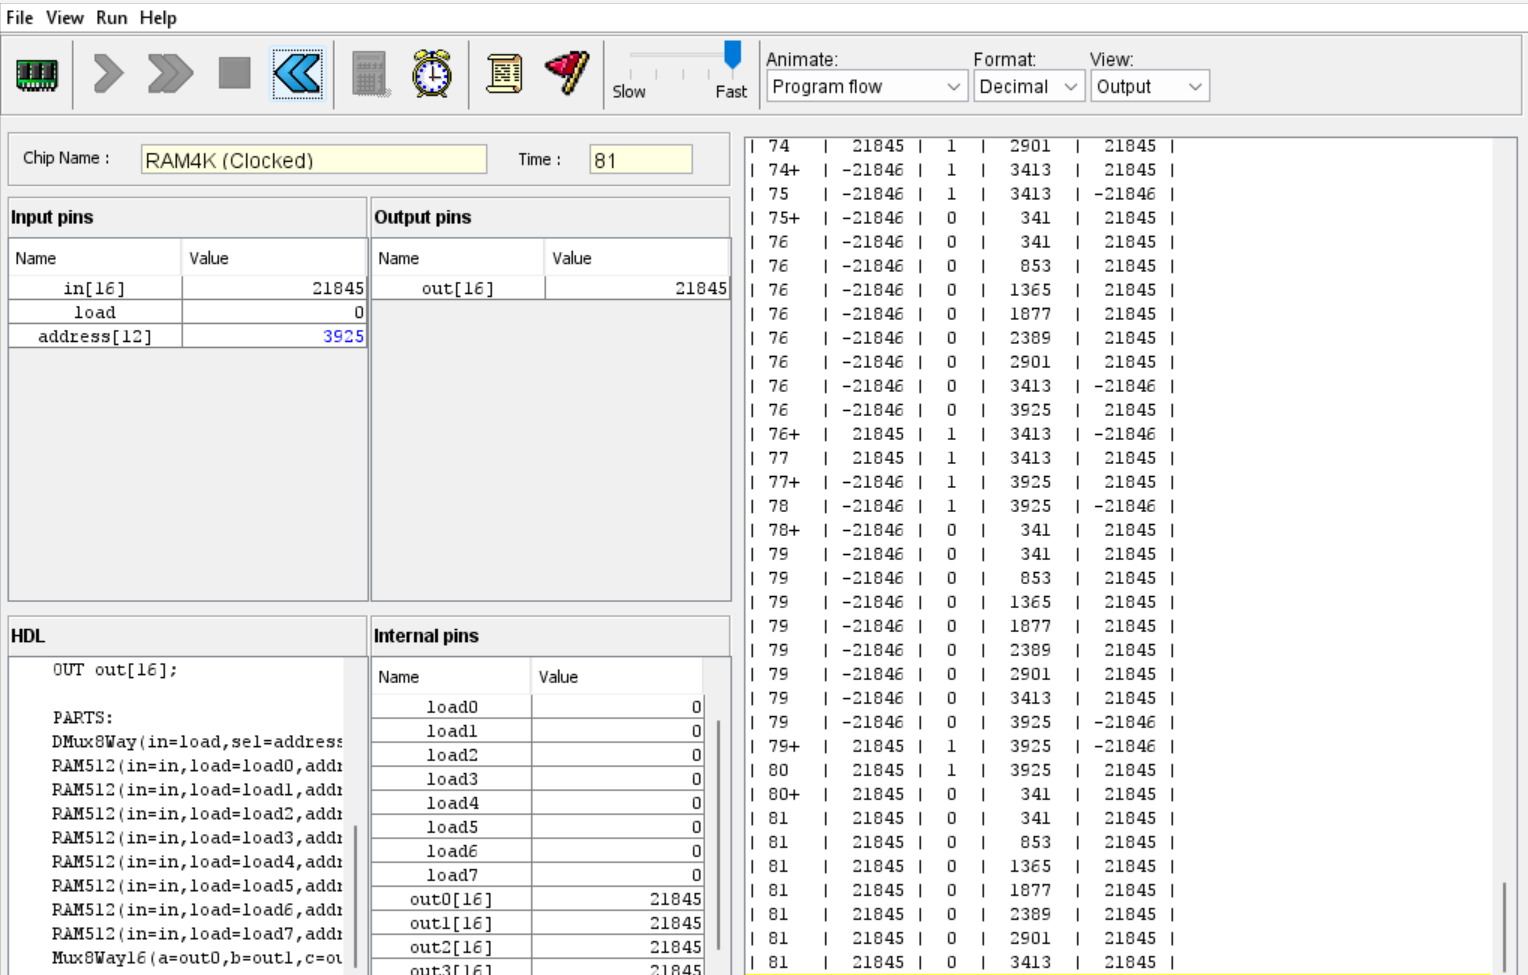 File View Run Help
Animate: Format: View:
Slow Fast Program flow Decimal Output
Chip Name : RAM4K (Clocked) Time : 81
Input pins
Name Value
in[16] 21845
load 0
address[12] 3925
Output pins
Name Value
out[16] 21845
HDL
OUT out[16];
PARTS:
DMux8Way(in=load,sel=address
RAM512(in=in,load=load0,addr
RAM512(in=in,load=load1,addr
RAM512(in=in,load=load2,addr
RAM512(in=in,load=load3,addr
RAM512(in=in,load=load4,addr
RAM512(in=in,load=load5,addr
RAM512(in=in,load=load6,addr
RAM512(in=in,load=load7,addr
Mux8Way16(a=out0,b=out1,c=ou
Internal pins
Name Value
load0 0
load1 0
load2 0
load3 0
load4 0
load5 0
load6 0
load7 0
out0[16] 21845
out1[16] 21845
out2[16] 21845
out3[16] 21845
| 74 | 21845 | 1 | 2901 | 21845 |
| 74+ | -21846 | 1 | 3413 | 21845 |
| 75 | -21846 | 1 | 3413 | -21846 |
| 75+ | -21846 | 0 | 341 | 21845 |
| 76 | -21846 | 0 | 341 | 21845 |
| 76 | -21846 | 0 | 853 | 21845 |
| 76 | -21846 | 0 | 1365 | 21845 |
| 76 | -21846 | 0 | 1877 | 21845 |
| 76 | -21846 | 0 | 2389 | 21845 |
| 76 | -21846 | 0 | 2901 | 21845 |
| 76 | -21846 | 0 | 3413 | -21846 |
| 76 | -21846 | 0 | 3925 | 21845 |
| 76+ | 21845 | 1 | 3413 | -21846 |
| 77 | 21845 | 1 | 3413 | 21845 |
| 77+ | -21846 | 1 | 3925 | 21845 |
| 78 | -21846 | 1 | 3925 | -21846 |
| 78+ | -21846 | 0 | 341 | 21845 |
| 79 | -21846 | 0 | 341 | 21845 |
| 79 | -21846 | 0 | 853 | 21845 |
| 79 | -21846 | 0 | 1365 | 21845 |
| 79 | -21846 | 0 | 1877 | 21845 |
| 79 | -21846 | 0 | 2389 | 21845 |
| 79 | -21846 | 0 | 2901 | 21845 |
| 79 | -21846 | 0 | 3413 | 21845 |
| 79 | -21846 | 0 | 3925 | -21846 |
| 79+ | 21845 | 1 | 3925 | -21846 |
| 80 | 21845 | 1 | 3925 | 21845 |
| 80+ | 21845 | 0 | 341 | 21845 |
| 81 | 21845 | 0 | 341 | 21845 |
| 81 | 21845 | 0 | 853 | 21845 |
| 81 | 21845 | 0 | 1365 | 21845 |
| 81 | 21845 | 0 | 1877 | 21845 |
| 81 | 21845 | 0 | 2389 | 21845 |
| 81 | 21845 | 0 | 2901 | 21845 |
| 81 | 21845 | 0 | 3413 | 21845 |